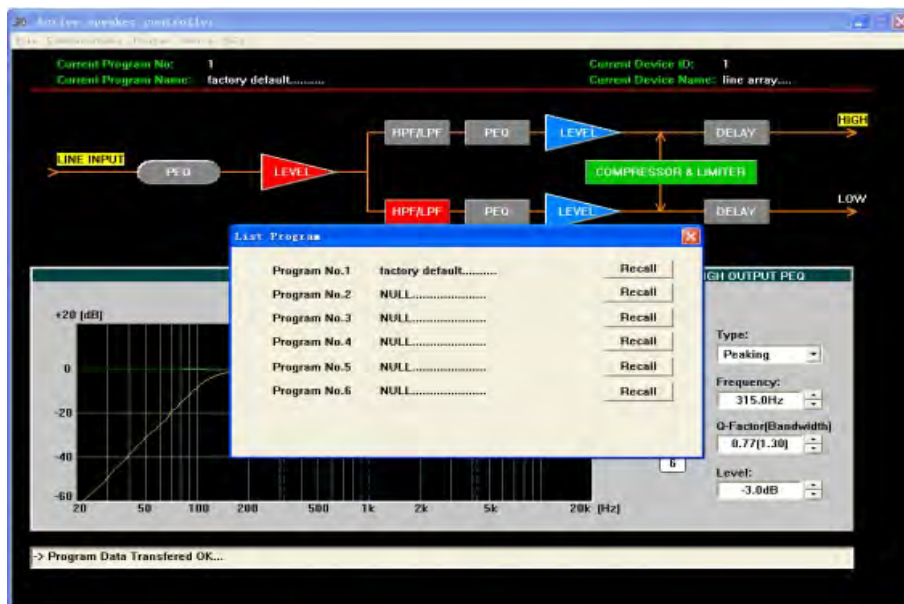 Active speaker controller
Current Program No: 1
Current Device ID: 1
Current Program Name: factory default..........
Current Device Name: line array....
HPF/LPF PEQ LEVEL DELAY HIGH
LINE INPUT PEQ LEVEL COMPRESSOR & LIMITER
HPF/LPF PEQ LEVEL DELAY LOW
List Program
Program No.1 factory default.......... Recall
Program No.2 NULL...................... Recall
Program No.3 NULL...................... Recall
Program No.4 NULL...................... Recall
Program No.5 NULL...................... Recall
Program No.6 NULL...................... Recall
GH OUTPUT PEQ
+20 (dB)
0
-20
-40
-60
20 50 100 200 500 1k 2k 5k 20k (Hz)
6
Type:
Peaking
Frequency:
315.0Hz
Q-Factor(Bandwidth)
0.77(1.30)
Level:
-3.0dB
-> Program Data Transfered OK...